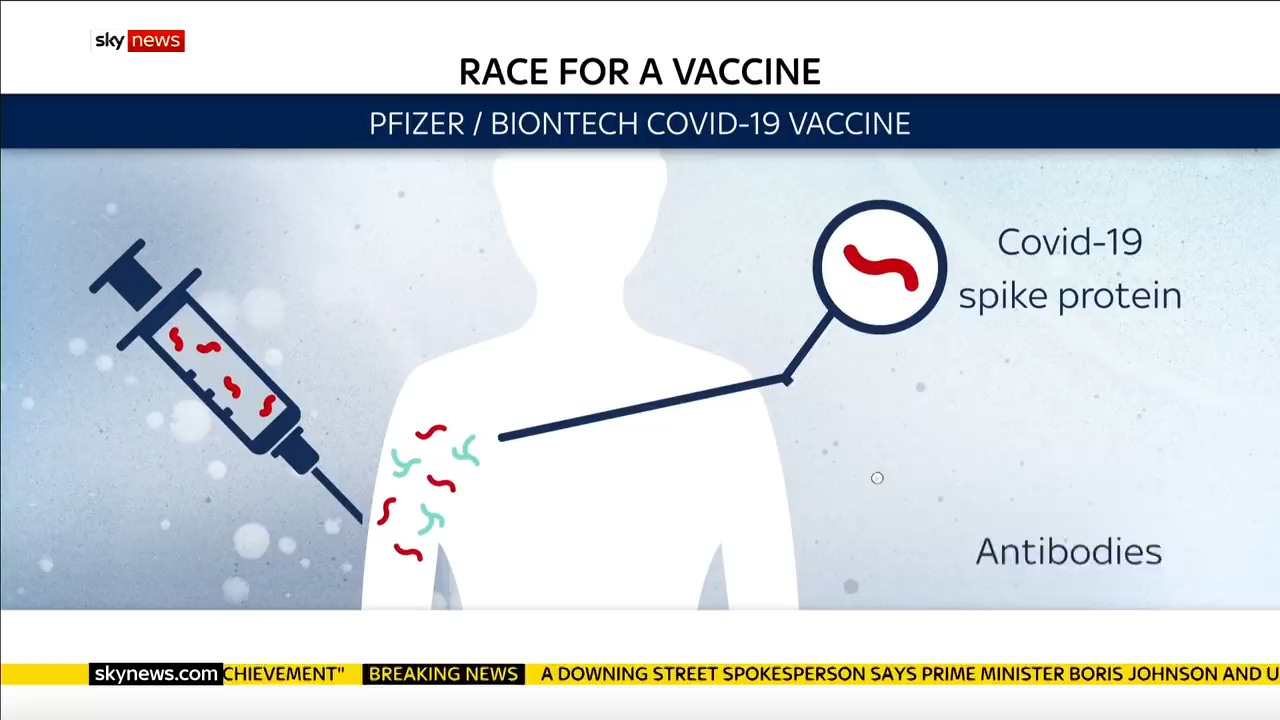 sky news
RACE FOR A VACCINE
PFIZER / BIONTECH COVID-19 VACCINE
Covid-19
spike protein
Antibodies
skynews.com CHIEVEMENT" BREAKING NEWS A DOWNING STREET SPOKESPERSON SAYS PRIME MINISTER BORIS JOHNSON AND U